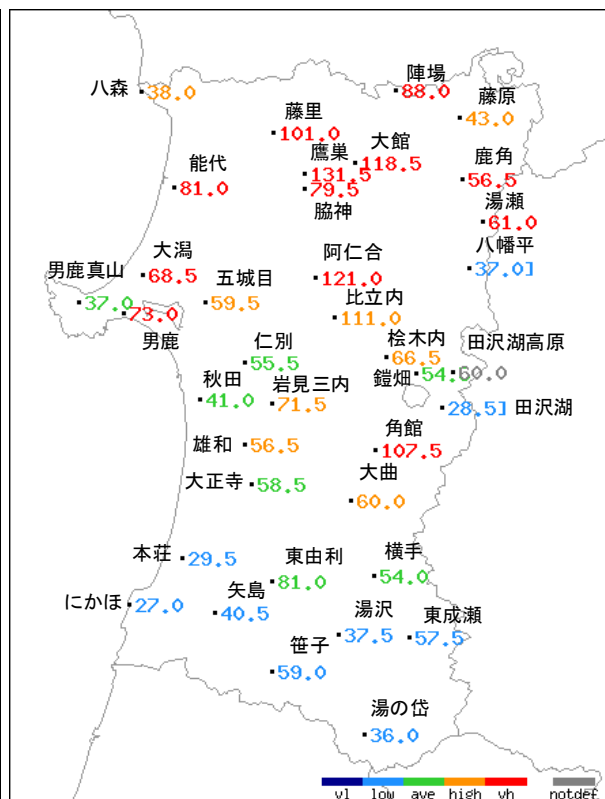 陣場
88.0
八森
38.0
藤原
43.0
藤里
101.0
大館
118.5
鷹巣
131.5
79.5
脇神
能代
81.0
鹿角
56.5
湯瀬
61.0
八幡平
37.0]
大潟
68.5
男鹿真山
37.0
73.0
男鹿
五城目
59.5
阿仁合
121.0
比立内
111.0
桧木内
66.5
田沢湖高原
60.0
鎧畑
仁別
55.5
秋田
41.0
岩見三内
71.5
28.5] 田沢湖
角館
107.5
雄和
56.5
大正寺
58.5
大曲
60.0
本荘
29.5
東由利
81.0
横手
54.0
にかほ
27.0
矢島
40.5
湯沢
37.5
東成瀬
57.5
笹子
59.0
湯の岱
36.0
vl low ave high vh notdef